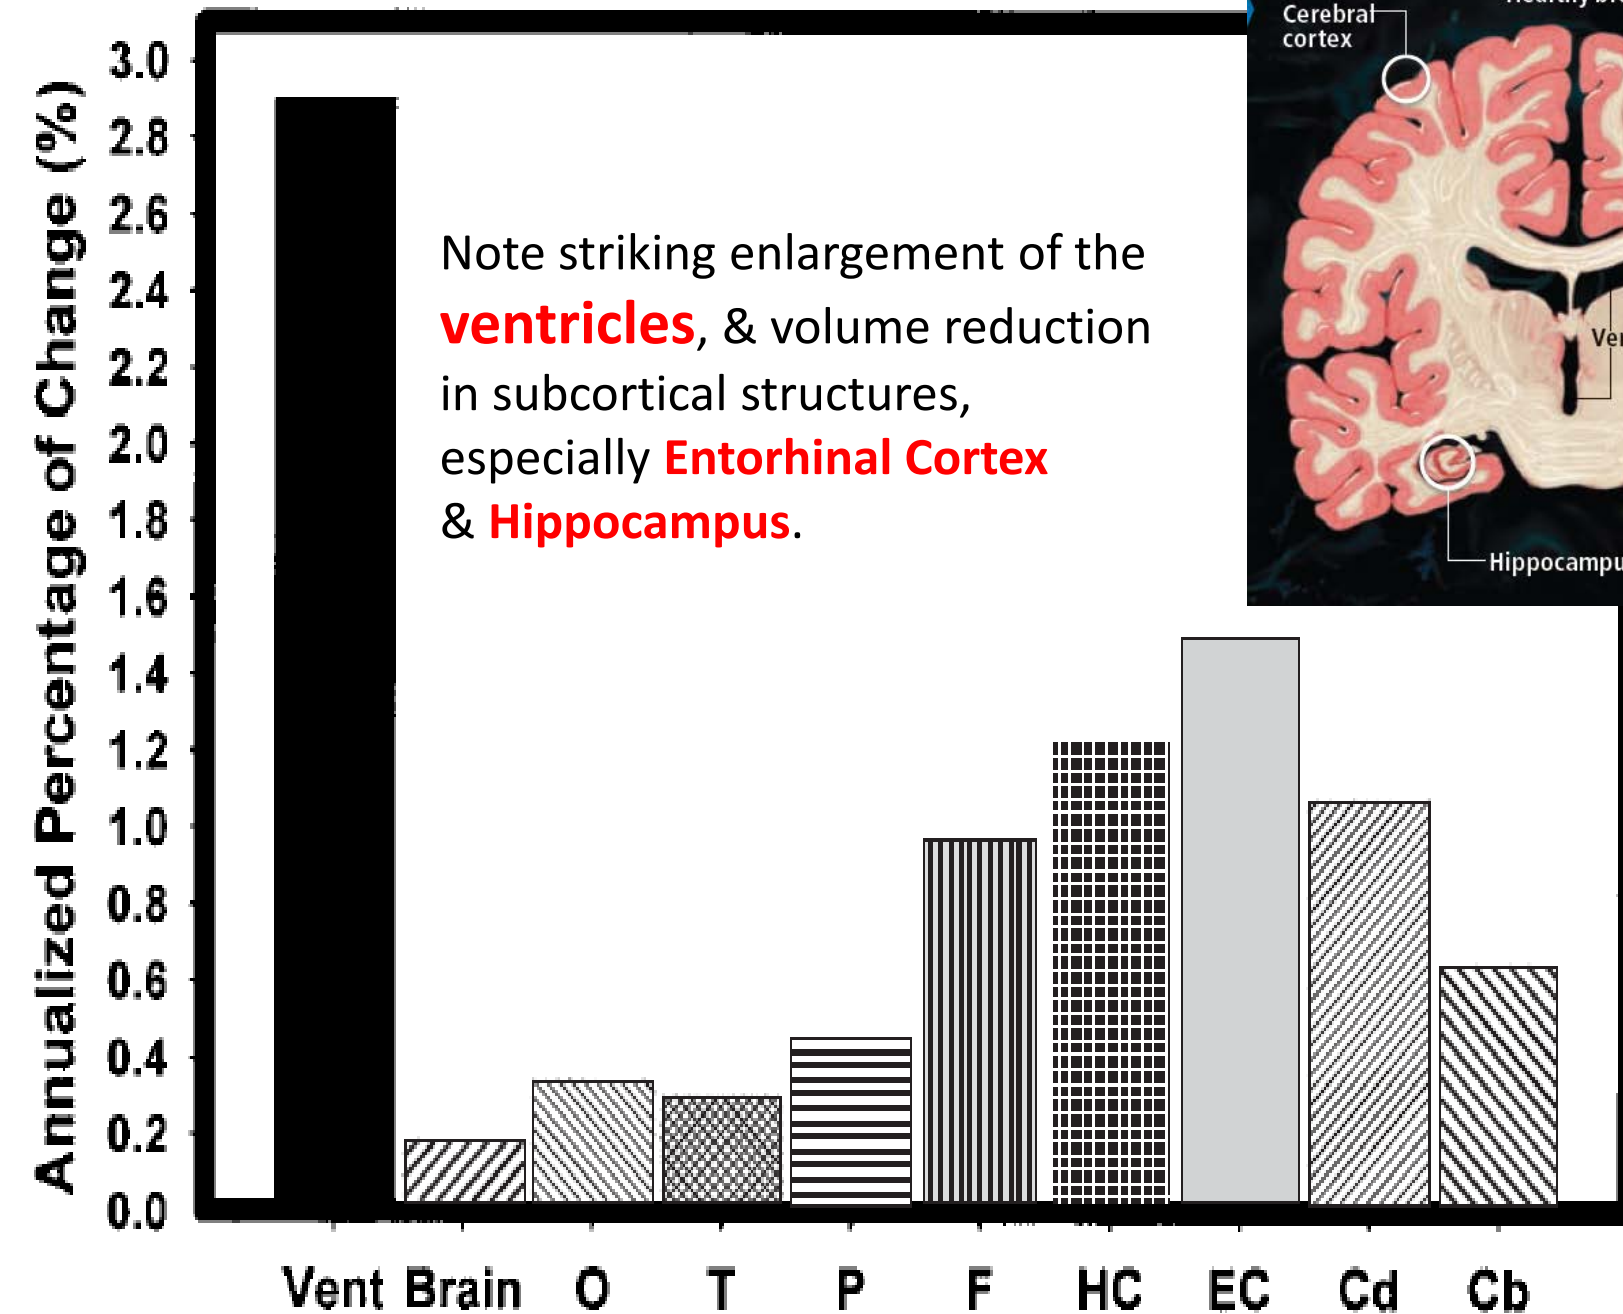 Annualized Percentage of Change (%)
3.0
2.8
2.6
2.4
2.2
2.0
1.8
1.6
1.4
1.2
1.0
0.8
0.6
0.4
0.2
0.0
Note striking enlargement of the
ventricles, & volume reduction
in subcortical structures,
especially Entorhinal Cortex
& Hippocampus.
Cerebral
cortex
Ver
Hippocampu
Vent Brain O T P F HC EC Cd Cb